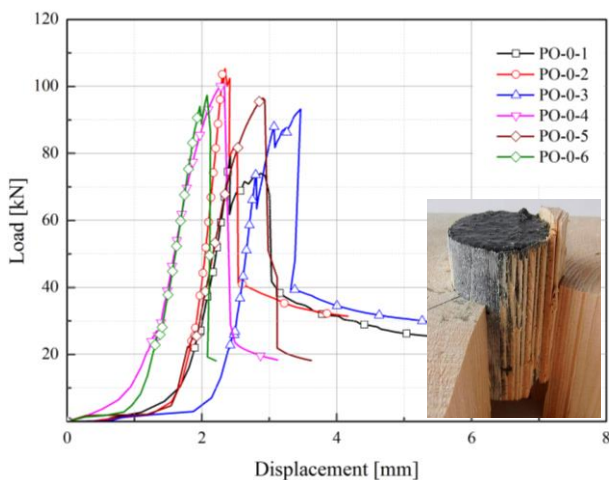 120
100
80
60
40
20
Load [kN]
PO-0-1
PO-0-2
PO-0-3
PO-0-4
PO-0-5
PO-0-6
0 2 4 6 8
Displacement [mm]